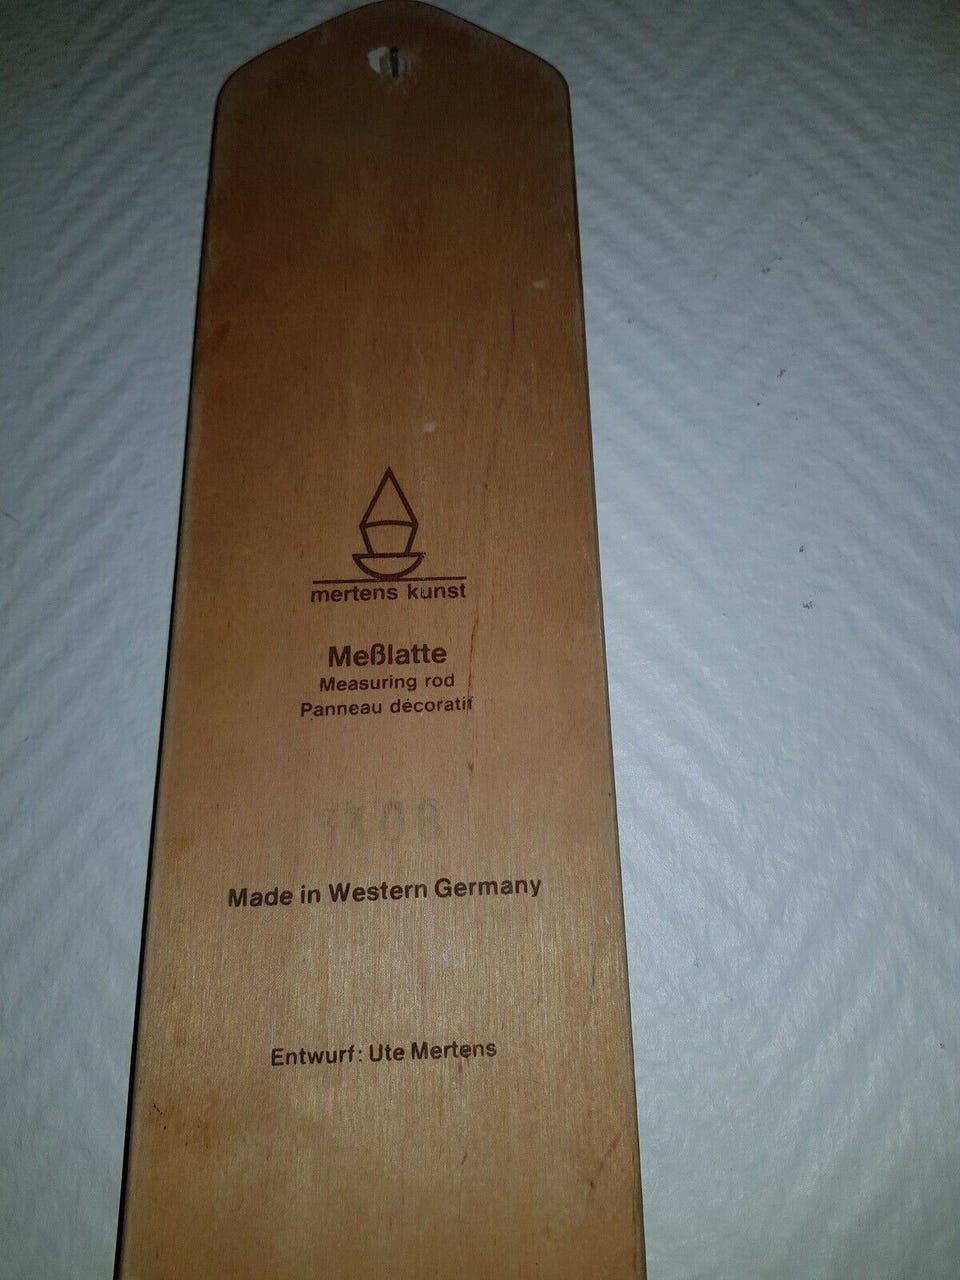 mertens kunst
Meßlatte
Measuring rod
Panneau décoratif
Made in Western Germany
Entwurf: Ute Mertens